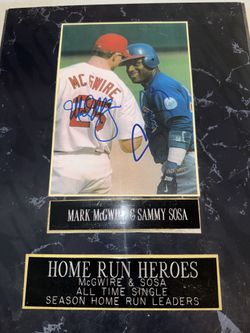 McGWIRE
MARK McGWIRE & SAMMY SOSA
HOME RUN HEROES
McGWIRE & SOSA
ALL TIME SINGLE
SEASON HOME RUN LEADERS